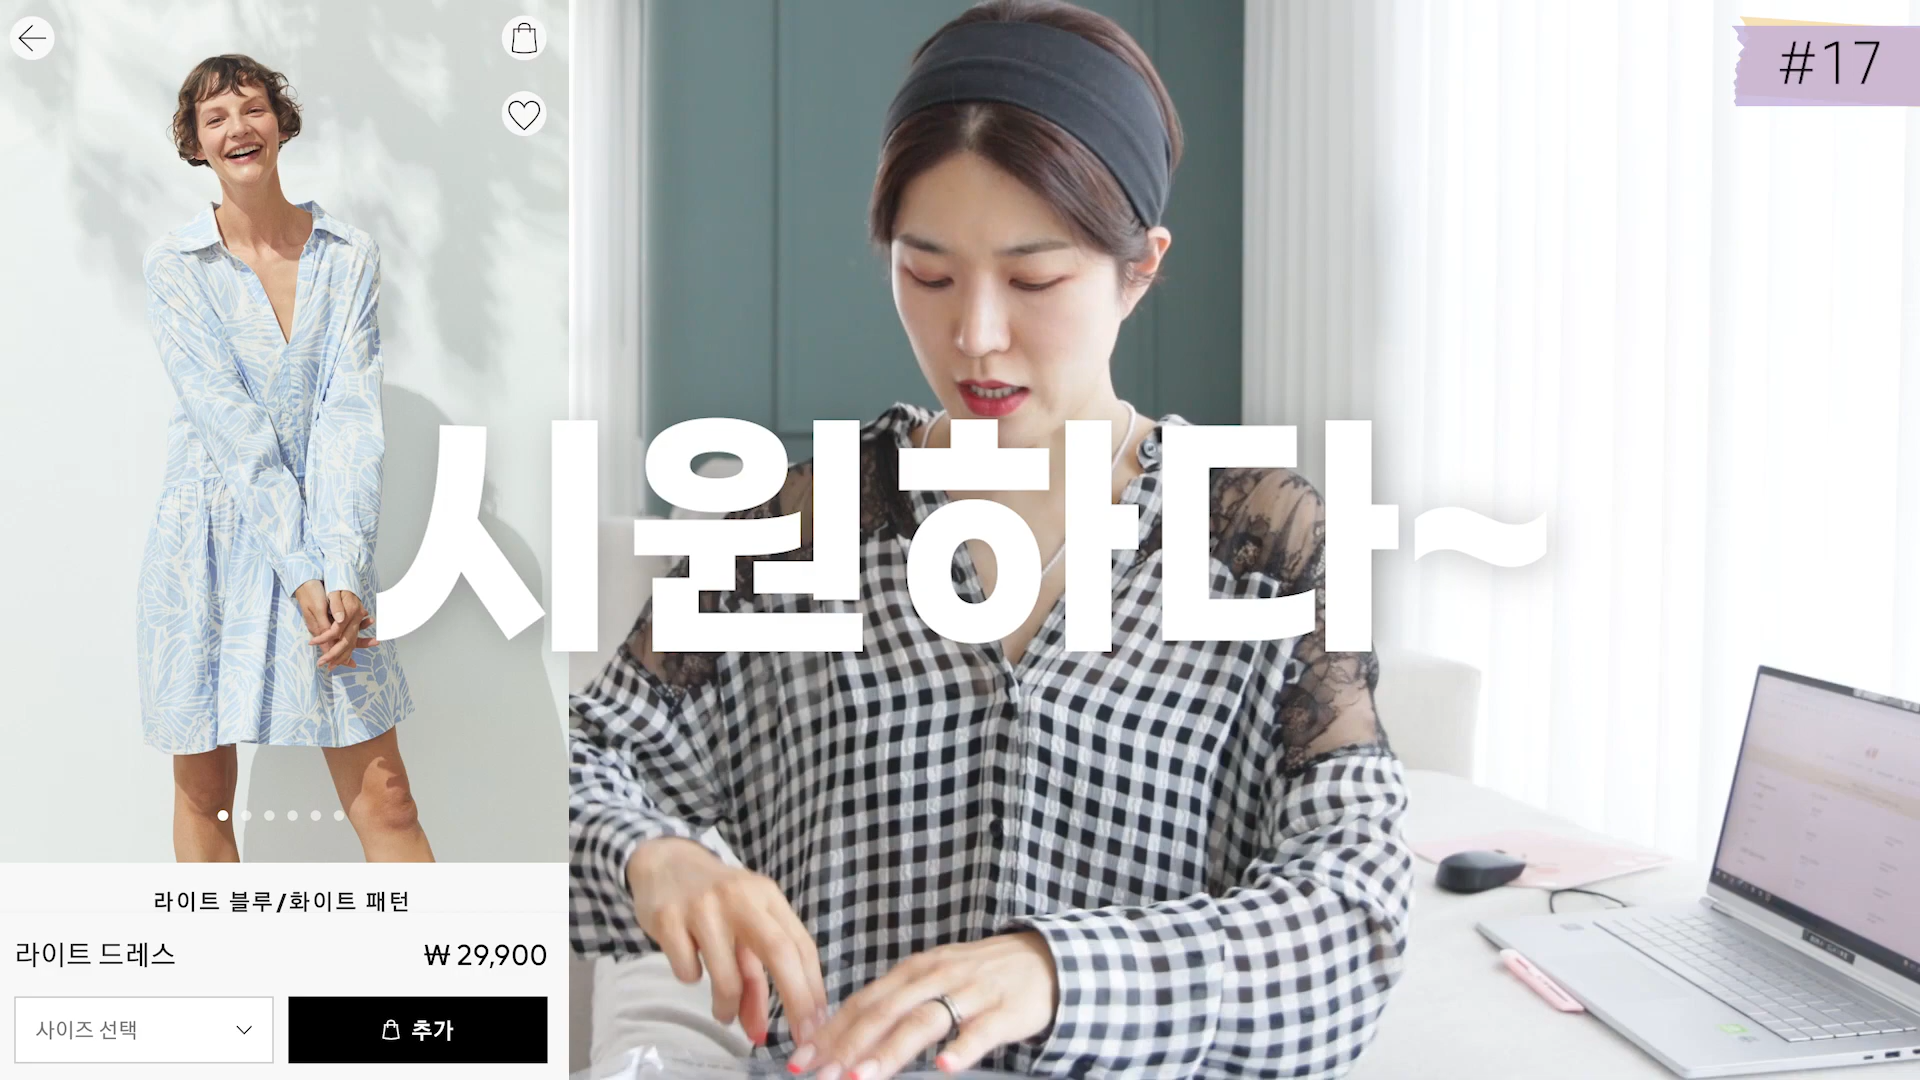 #17
시원하다~
라이트 블루/화이트 패턴
라이트 드레스
₩ 29,900
사이즈 선택
추가